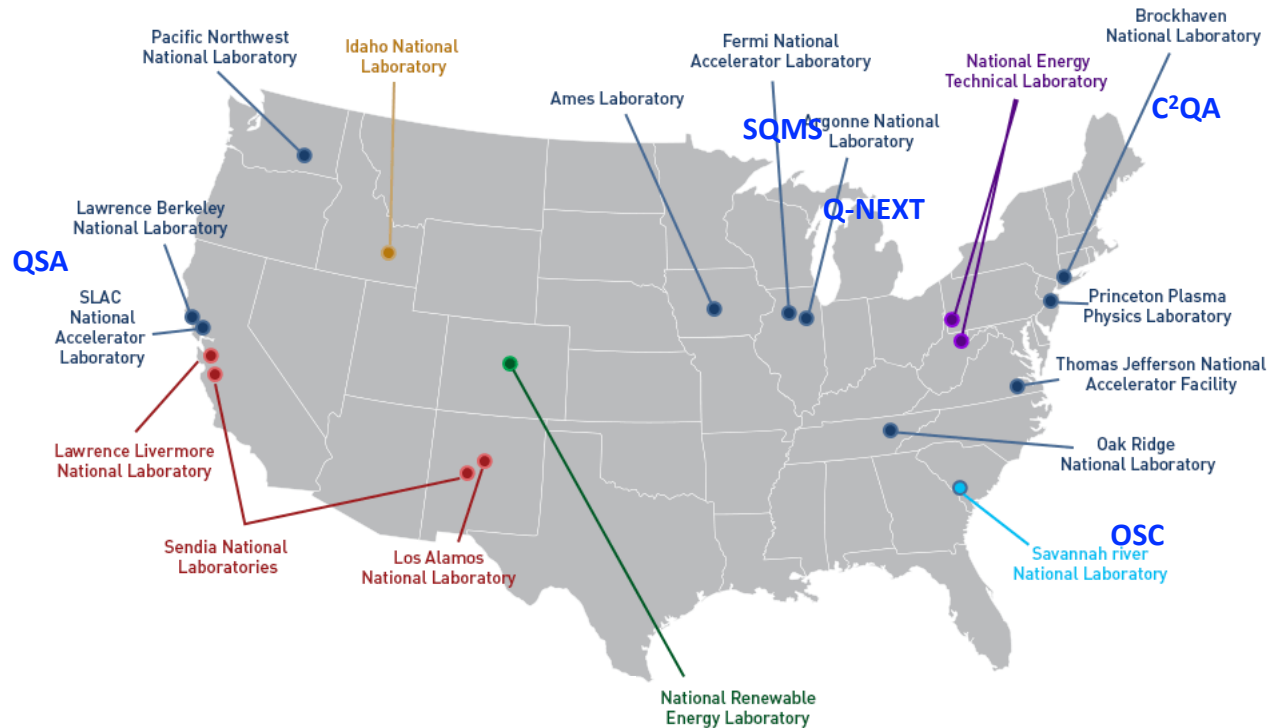 Brockhaven
National Laboratory
Pacific Northwest
National Laboratory
Idaho National
Laboratory
Fermi National
Accelerator Laboratory
National Energy
Technical Laboratory
Ames Laboratory
SQMS
Argonne National
Laboratory
C²QA
Q-NEXT
Lawrence Berkeley
National Laboratory
QSA
SLAC
National
Accelerator
Laboratory
Princeton Plasma
Physics Laboratory
Thomas Jefferson National
Accelerator Facility
Lawrence Livermore
National Laboratory
Oak Ridge
National Laboratory
Sendia National
Laboratories
Los Alamos
National Laboratory
OSC
Savannah river
National Laboratory
National Renewable
Energy Laboratory